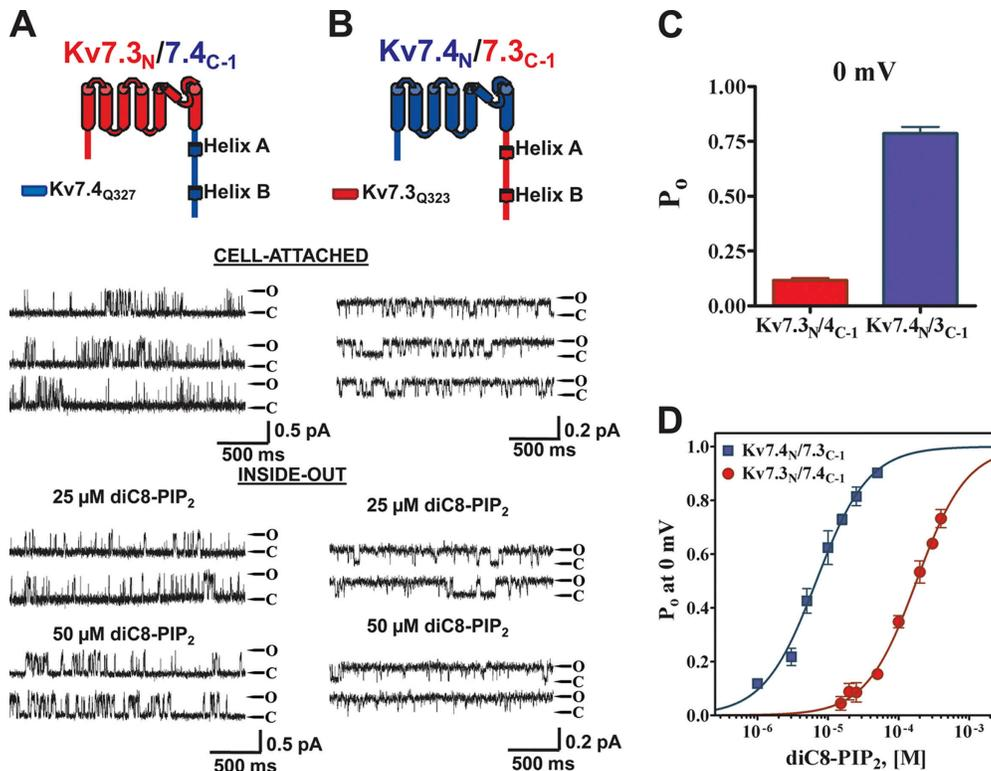 A
Kv7.3N/7.4C-1
Helix A
Kv7.4Q327
Helix B
B
Kv7.4N/7.3C-1
Helix A
Kv7.3Q323
Helix B
CELL-ATTACHED
O
C
O
C
O
C
0.5 pA
500 ms
O
C
O
C
O
C
0.2 pA
500 ms
INSIDE-OUT
25 µM diC8-PIP2
O
C
O
C
50 µM diC8-PIP2
O
C
O
C
0.5 pA
500 ms
25 µM diC8-PIP2
O
C
O
C
50 µM diC8-PIP2
O
C
O
C
0.2 pA
500 ms
C
0 mV
Po
1.00
0.75
0.50
0.25
0.00
Kv7.3N/4C-1 Kv7.4N/3C-1
D
Kv7.4N/7.3C-1
Kv7.3N/7.4C-1
Po at 0 mV
1.0
0.8
0.6
0.4
0.2
0.0
10-6 10-5 10-4 10-3
diC8-PIP2, [M]